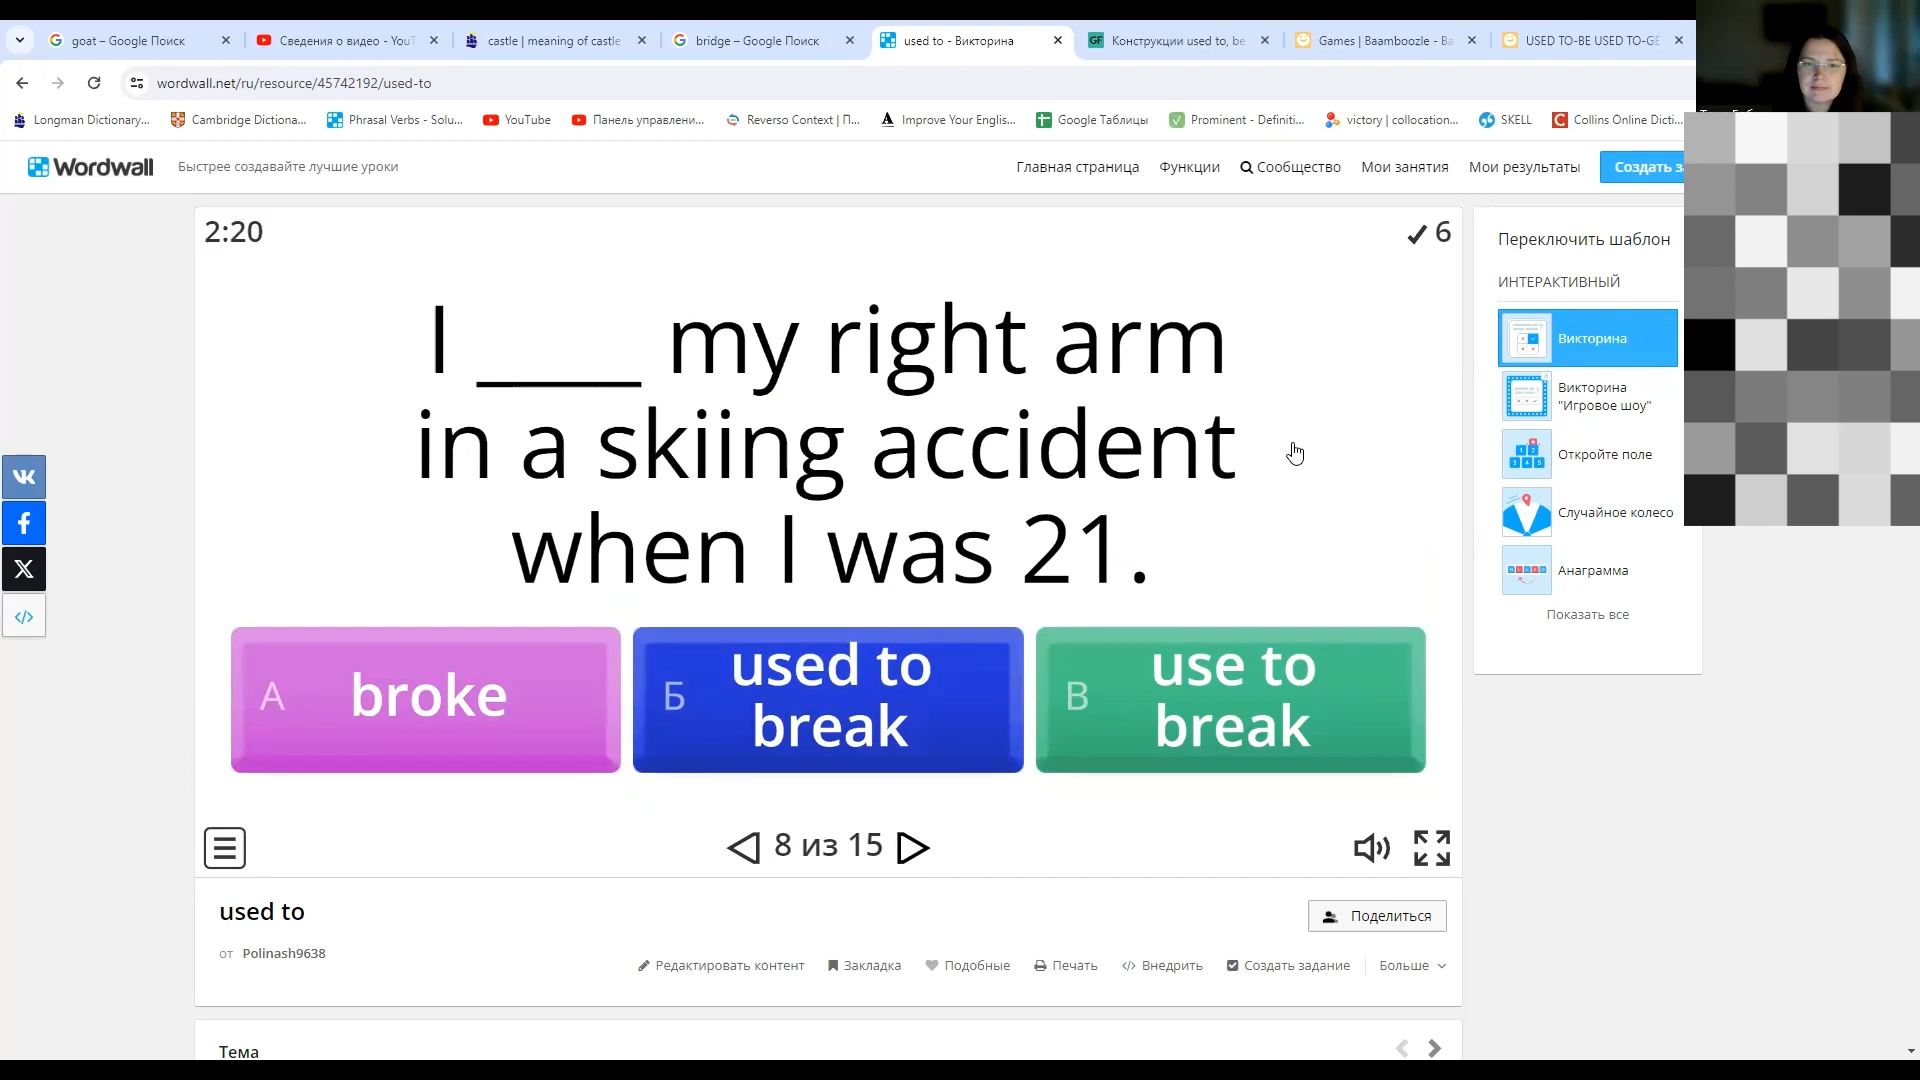 goat – Google Поиск
Сведения о видео - YouT
castle | meaning of castle
bridge – Google Поиск
used to - Викторина
GF
Конструкции used to, be
Games | Baamboozle - Ba
USED TO-BE USED TO-GE
wordwall.net/ru/resource/45742192/used-to
Longman Dictionary...
Cambridge Dictiona...
Phrasal Verbs - Solu...
YouTube
Панель управлени...
Reverso Context | П...
Improve Your Englis...
Google Таблицы
Prominent - Definiti...
victory | collocation...
SKELL
Collins Online Dicti...
Wordwall
Быстрее создавайте лучшие уроки
Главная страница
Функции
Сообщество
Мои занятия
Мои результаты
Создать за
2:20
6
I ____ my right arm
in a skiing accident
when I was 21.
А
broke
Б
used to
break
В
use to
break
8 из 15
Переключить шаблон
ИНТЕРАКТИВНЫЙ
Викторина
Викторина
"Игровое шоу"
Откройте поле
Случайное колесо
Анаграмма
Показать все
used to
от Polinash9638
Поделиться
Редактировать контент
Закладка
Подобные
Печать
Внедрить
Создать задание
Больше
Тема